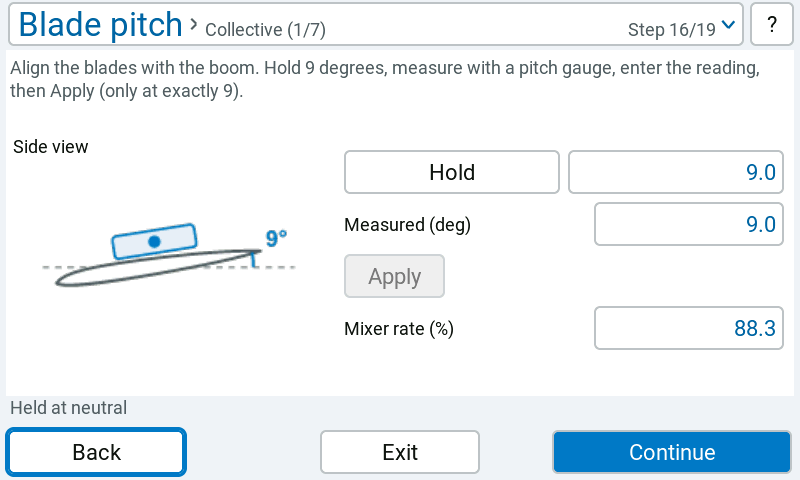 Blade pitch › Collective (1/7) Step 16/19 ?
Align the blades with the boom. Hold 9 degrees, measure with a pitch gauge, enter the reading,
then Apply (only at exactly 9).
Side view
Hold 9.0
9°
Measured (deg) 9.0
Apply
Mixer rate (%) 88.3
Held at neutral
Back Exit Continue